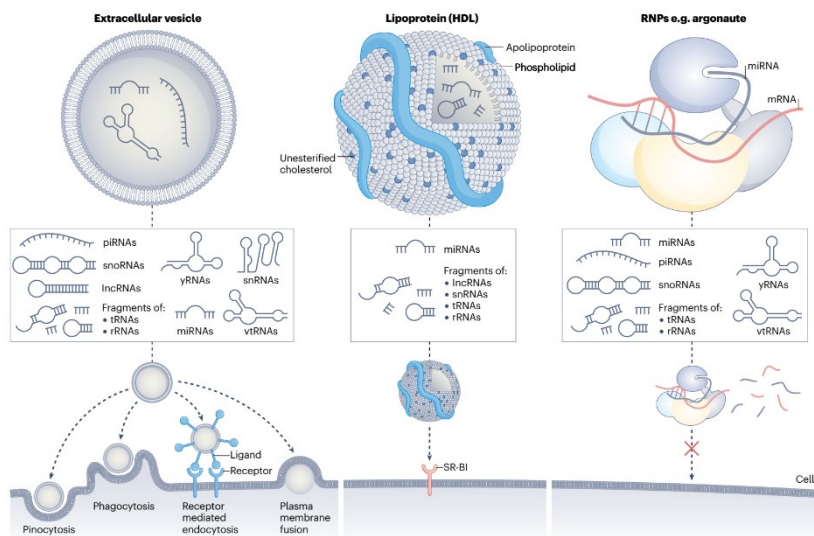 Extracellular vesicle
Lipoprotein (HDL)
Apolipoprotein
Phospholipid
Unesterified
cholesterol
RNPs e.g. argonaute
miRNA
mRNA
piRNAs
snoRNAs
lncRNAs
Fragments of:
• tRNAs
• rRNAs
yRNAs
snRNAs
miRNAs
vtRNAs
miRNAs
Fragments of:
• lncRNAs
• snRNAs
• tRNAs
• rRNAs
miRNAs
piRNAs
snoRNAs
Fragments of:
• tRNAs
• rRNAs
yRNAs
vtRNAs
Ligand
Receptor
Pinocytosis
Phagocytosis
Receptor
mediated
endocytosis
Plasma
membrane
fusion
SR-BI
Cell